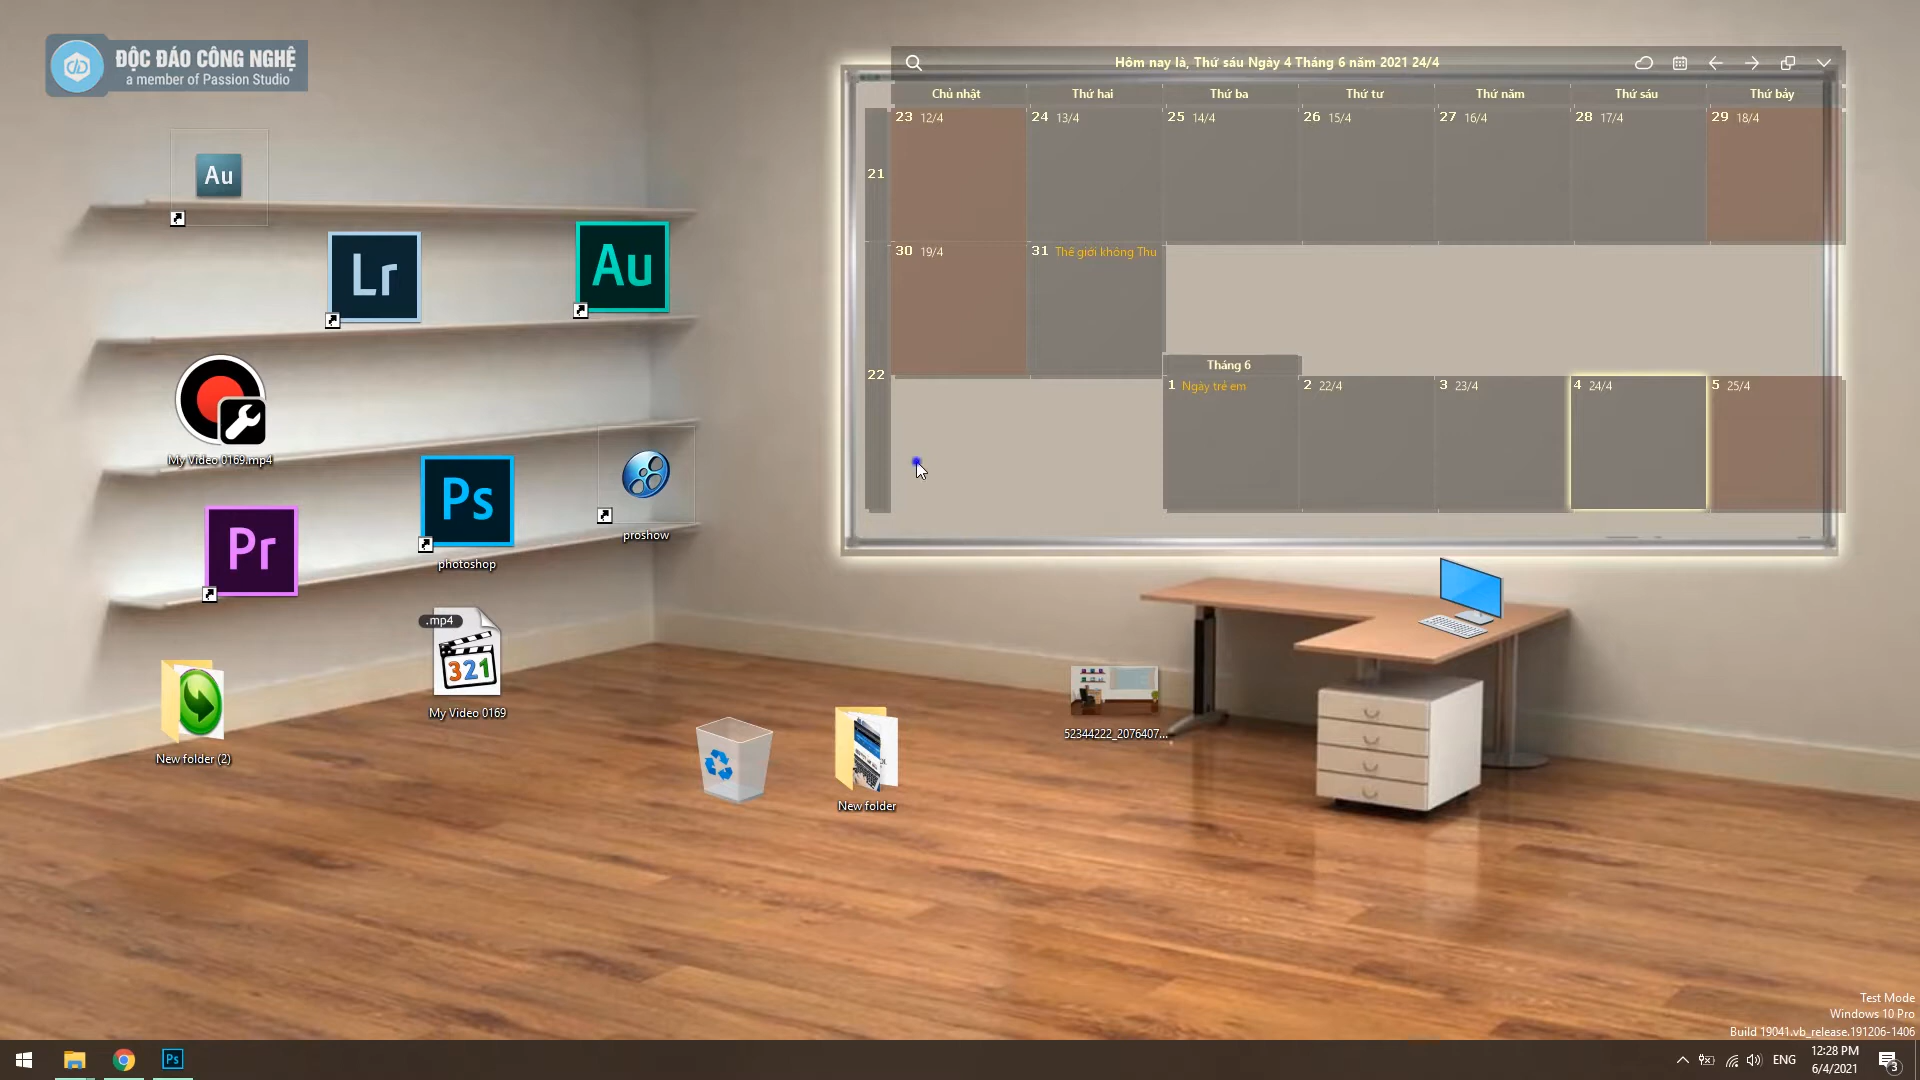 ĐỘC ĐÁO CÔNG NGHỆ
a member of Passion Studio
Hôm nay là, Thứ sáu Ngày 4 Tháng 6 năm 2021 24/4
Chủ nhật Thứ hai Thứ ba Thứ tư Thứ năm Thứ sáu Thứ bảy
23 12/4 24 13/4 25 14/4 26 15/4 27 16/4 28 17/4 29 18/4
21
30 19/4 31 Thế giới không Thu
22
Tháng 6
1 Ngày trẻ em 2 22/4 3 23/4 4 24/4 5 25/4
Au
Lr
Au
My Video 0169.mp4
Ps
photoshop
proshow
Pr
.mp4
321
My Video 0169
New folder (2)
New folder
52344222_2076407...
Test Mode
Windows 10 Pro
Build 19041.vb_release.191206-1406
Ps
ENG
12:28 PM
6/4/2021
3